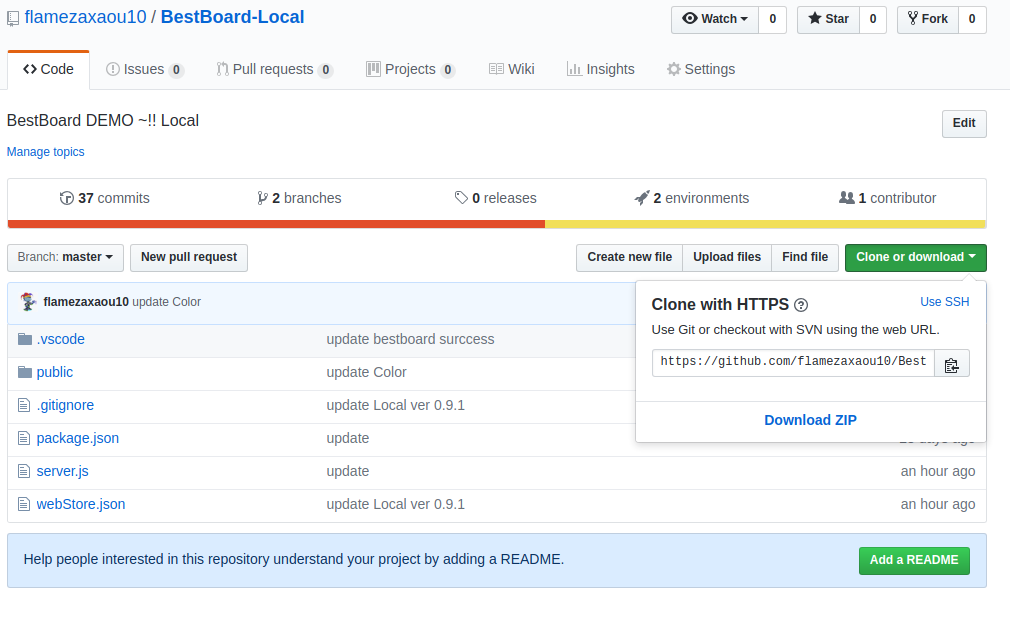 flamezaxaou10 / BestBoard-Local
Watch 0 Star 0 Fork 0
Code Issues 0 Pull requests 0 Projects 0 Wiki Insights Settings
BestBoard DEMO ~!! Local
Edit
Manage topics
37 commits 2 branches 0 releases 2 environments 1 contributor
Branch: master New pull request Create new file Upload files Find file Clone or download
flamezaxaou10 update Color
Clone with HTTPS ? Use SSH
Use Git or checkout with SVN using the web URL.
https://github.com/flamezaxaou10/Best
Download ZIP
.vscode update bestboard surccess
public update Color
.gitignore update Local ver 0.9.1
package.json update days ago
server.js update an hour ago
webStore.json update Local ver 0.9.1 an hour ago
Help people interested in this repository understand your project by adding a README.
Add a README